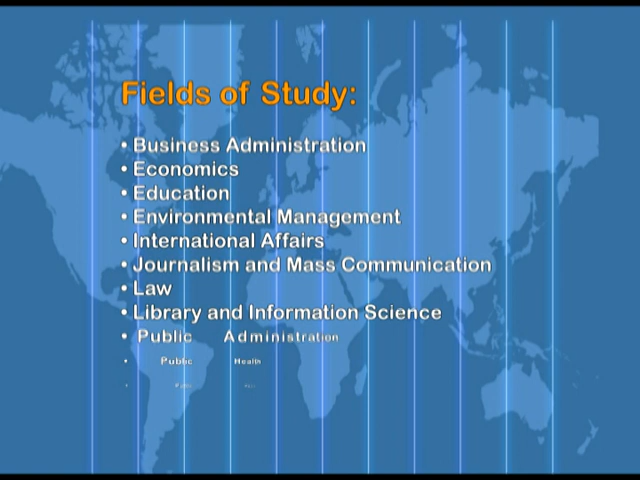 Fields of Study:
• Business Administration
• Economics
• Education
• Environmental Management
• International Affairs
• Journalism and Mass Communication
• Law
• Library and Information Science
• Public Administration
• Public Health